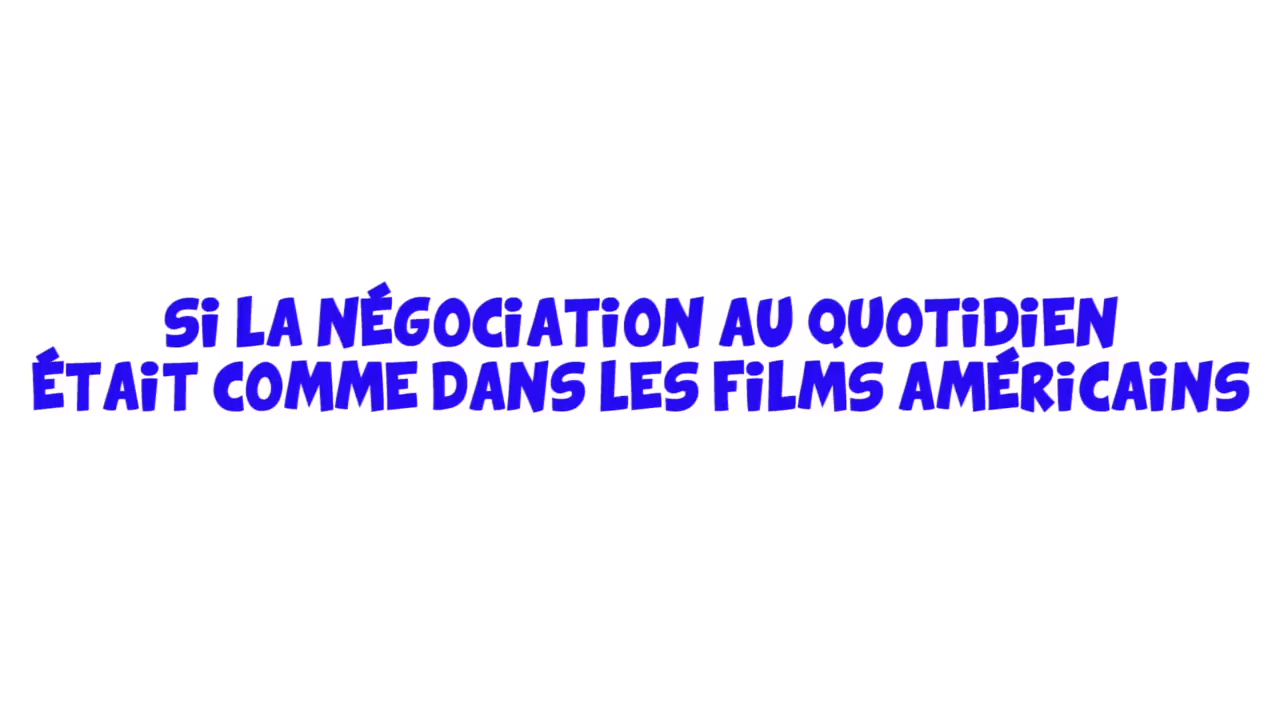 Si LA NÉGOCiATiON AU QUOTiDiEN
ÉTAiT COMME DANS LES FiLMS AMÉRiCAiNS